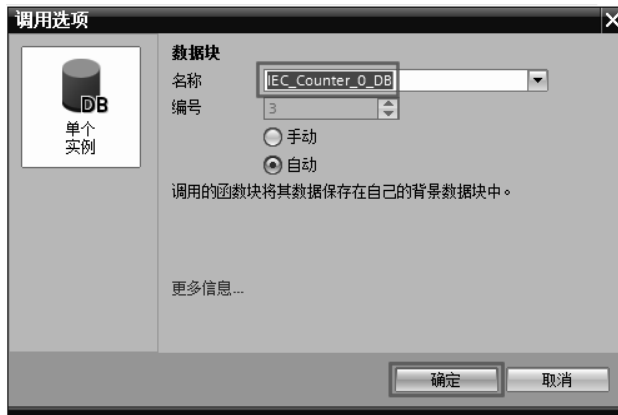 调用选项
DB
单个
实例
数据块
名称 IEC_Counter_0_DB
编号 3
手动
自动
调用的函数块将其数据保存在自己的背景数据块中。
更多信息...
确定 取消